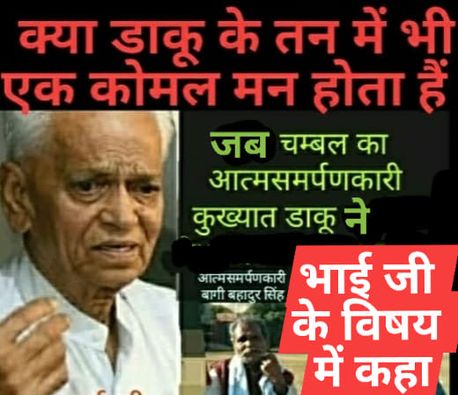 क्या डाकू के तन में भी
एक कोमल मन होता हैं
जब चम्बल का
आत्मसमर्पणकारी
कुख्यात डाकू ने
आत्मसमर्पणकारी
बागी बहादुर सिंह
भाई जी
के विषय
में कहा